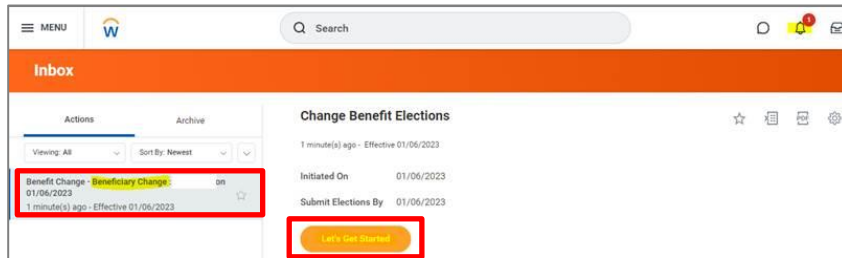 MENU
W
Search
1
Inbox
Actions Archive
Viewing: All Sort By: Newest
Benefit Change - Beneficiary Change : on
01/06/2023
1 minute(s) ago - Effective 01/06/2023
Change Benefit Elections
PDF
1 minute(s) ago - Effective 01/06/2023
Initiated On 01/06/2023
Submit Elections By 01/06/2023
Let's Get Started